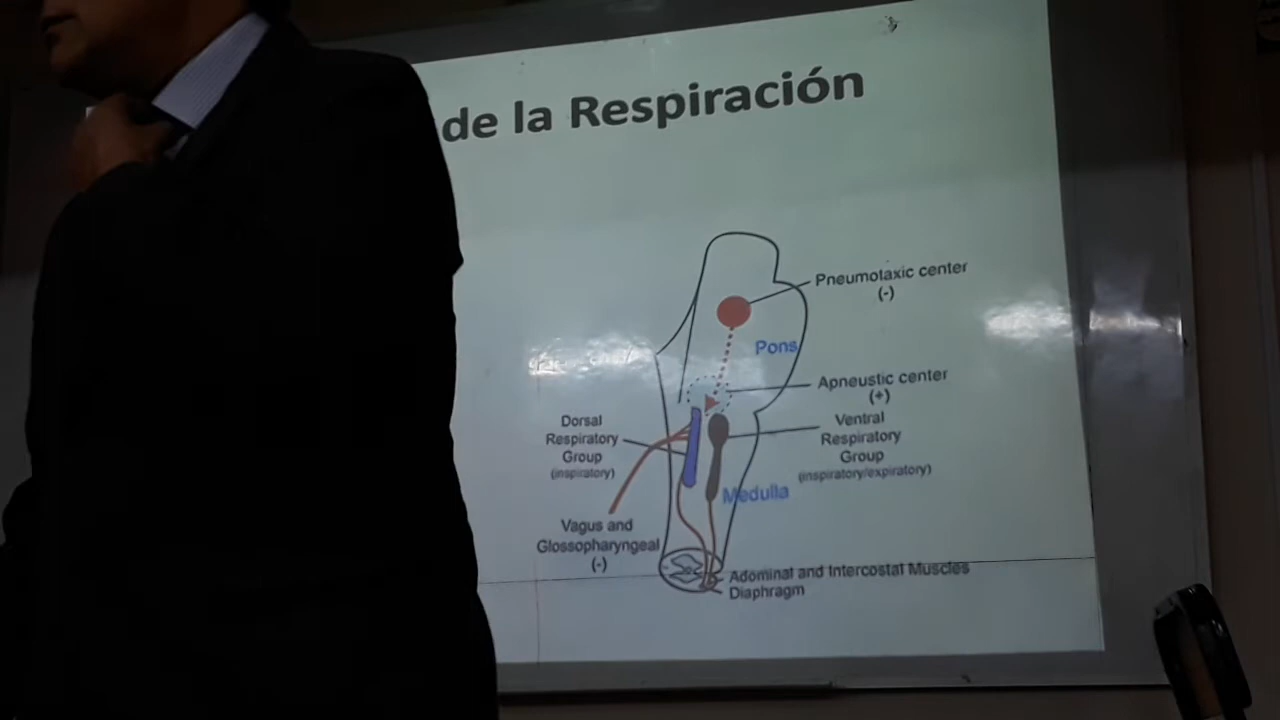 de la Respiración
Pneumotaxic center
(-)
Pons
Apneustic center
(+)
Dorsal
Respiratory
Group
(inspiratory)
Ventral
Respiratory
Group
(inspiratory/expiratory)
Medulla
Vagus and
Glossopharyngeal
(-)
Adominal and Intercostal Muscles
Diaphragm